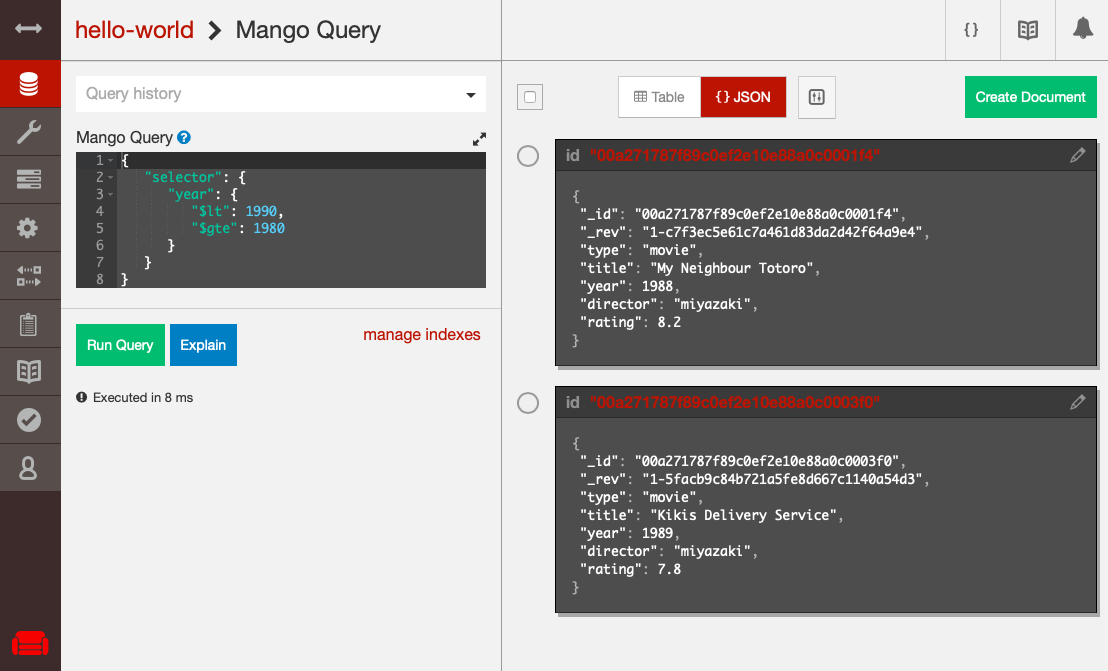 hello-world > Mango Query
{ }
Query history
Mango Query ?
1 {
2 "selector": {
3 "year": {
4 "$lt": 1990,
5 "$gte": 1980
6 }
7 }
8 }
Run Query Explain manage indexes
Executed in 8 ms
Table {} JSON Create Document
id "00a271787f89c0ef2e10e88a0c0001f4"
{
"_id": "00a271787f89c0ef2e10e88a0c0001f4",
"_rev": "1-c7f3ec5e61c7a461d83da2d42f64a9e4",
"type": "movie",
"title": "My Neighbour Totoro",
"year": 1988,
"director": "miyazaki",
"rating": 8.2
}
id "00a271787f89c0ef2e10e88a0c0003f0"
{
"_id": "00a271787f89c0ef2e10e88a0c0003f0",
"_rev": "1-5facb9c84b721a5fe8d667c1140a54d3",
"type": "movie",
"title": "Kikis Delivery Service",
"year": 1989,
"director": "miyazaki",
"rating": 7.8
}